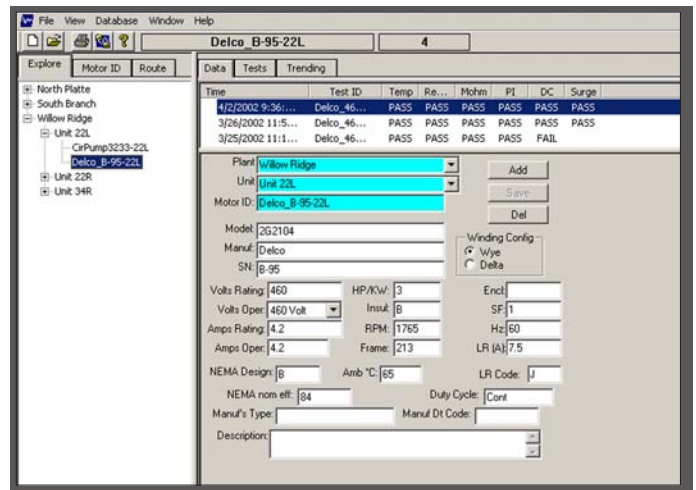 File View Database Window Help
Delco_B-95-22L 4
Explore Motor ID Route
North Platte
South Branch
Willow Ridge
Unit 22L
CirPump3233-22L
Delco_B-95-22L
Unit 22R
Unit 34R
Data Tests Trending
Time Test ID Temp Re... Mohm PI DC Surge
4/2/2002 9:36:... Delco_46... PASS PASS PASS PASS PASS PASS
3/26/2002 11:5... Delco_46... PASS PASS PASS PASS PASS PASS
3/25/2002 11:1... Delco_46... PASS PASS PASS PASS FAIL
Plant Willow Ridge Add
Unit Unit 22L Save
Motor ID: Delco_B-95-22L Del
Model: 2G2104
Winding Config
Manuf: Delco Wye
SN: B-95 Delta
Volts Rating: 460 HP/KW: 3 Encl:
Volts Oper: 460 Volt Insul: B SF: 1
Amps Rating: 4.2 RPM: 1765 Hz: 60
Amps Oper: 4.2 Frame: 213 LR (A): 7.5
NEMA Design: B Amb °C: 65 LR Code: J
NEMA nom eff: 84 Duty Cycle: Cont
Manuf's Type: Manuf Dt Code:
Description: